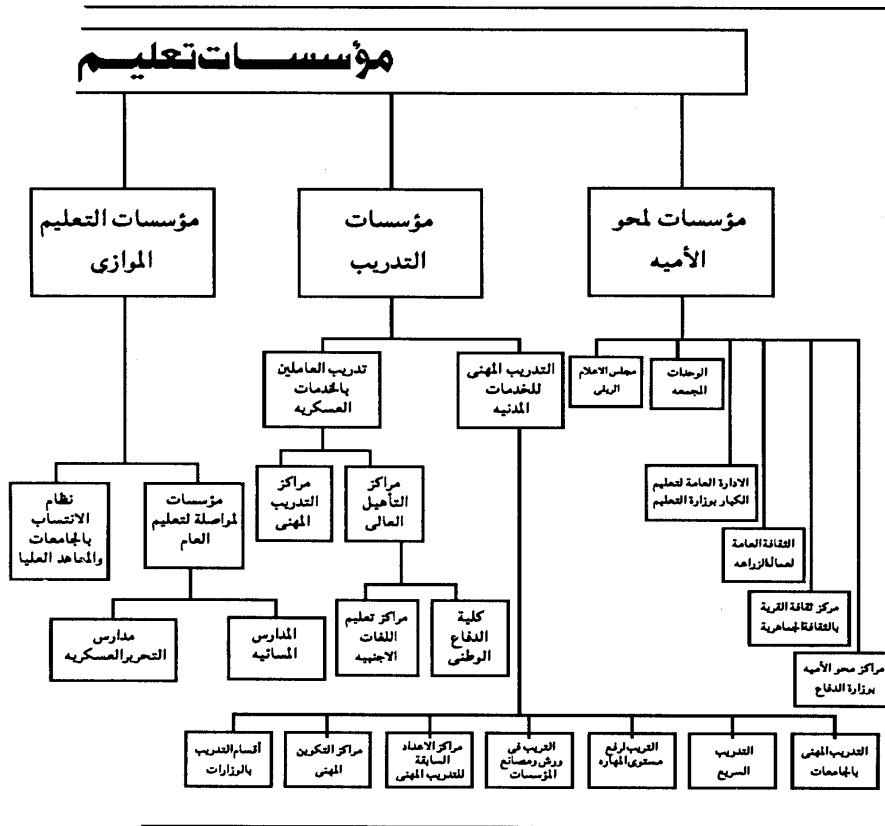 مؤسسات تعليم
مؤسسات لمحو
الأميه
مؤسسات
التدريب
مؤسسات التعليم
الموازى
مجلس الاعلام
الريفى
الوحدات
المجمعه
الادارة العامة لتعليم
الكبار بوزارة التعليم
الثقافة العامة
لعمال الزراعه
مركز ثقافة القرية
بالثقافة الجماهرية
مراكز محو الأميه
بوزارة الدفاع
التدريب المهنى
للخدمات
المدنيه
تدريب العاملين
بالخدمات
العسكريه
مراكز
التأهيل
العالى
مراكز
التدريب
المهنى
كلية
الدفاع
الوطنى
مراكز تعليم
اللغات
الاجنبيه
مؤسسات
لمواصلة لتعليم
العام
نظام
الانتساب
بالجامعات
والمعاهد العليا
المدارس
المسائيه
مدارس
التحرير العسكريه
التدريب المهنى
بالجامعات
التدريب
السريع
التريب لرفع
مستوى المهاره
التريب فى
ورش ومصانع
المؤسسات
مراكز الاعداد
السابقة
للتدريب المهنى
مراكز التكوين
المهنى
أقسام التدريب
بالوزارات